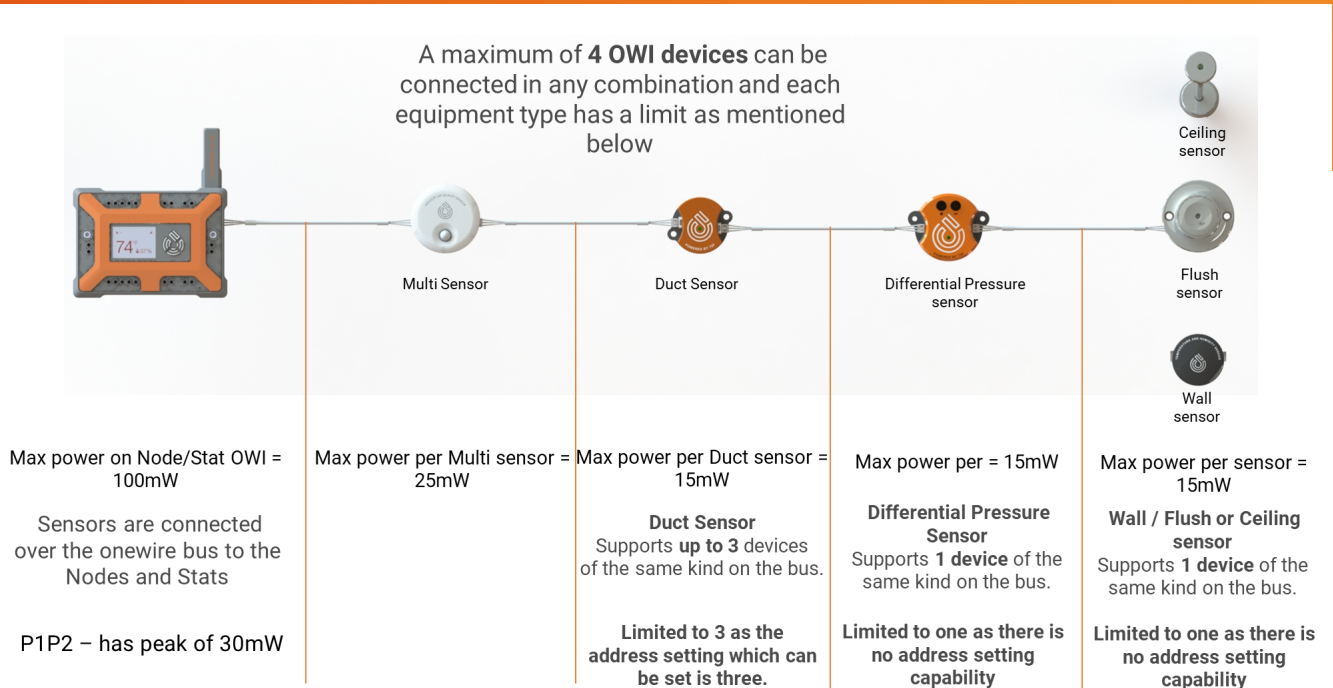 A maximum of 4 OWI devices can be
connected in any combination and each
equipment type has a limit as mentioned
below
Ceiling
sensor
74°
Multi Sensor
Duct Sensor
Differential Pressure
sensor
Flush
sensor
Wall
sensor
Max power on Node/Stat OWI =
100mW
Sensors are connected
over the onewire bus to the
Nodes and Stats
P1P2 – has peak of 30mW
Max power per Multi sensor =
25mW
Max power per Duct sensor =
15mW
Duct Sensor
Supports up to 3 devices
of the same kind on the bus.
Limited to 3 as the
address setting which can
be set is three.
Max power per = 15mW
Differential Pressure
Sensor
Supports 1 device of the
same kind on the bus.
Limited to one as there is
no address setting
capability
Max power per sensor =
15mW
Wall / Flush or Ceiling
sensor
Supports 1 device of the
same kind on the bus.
Limited to one as there is
no address setting
capability